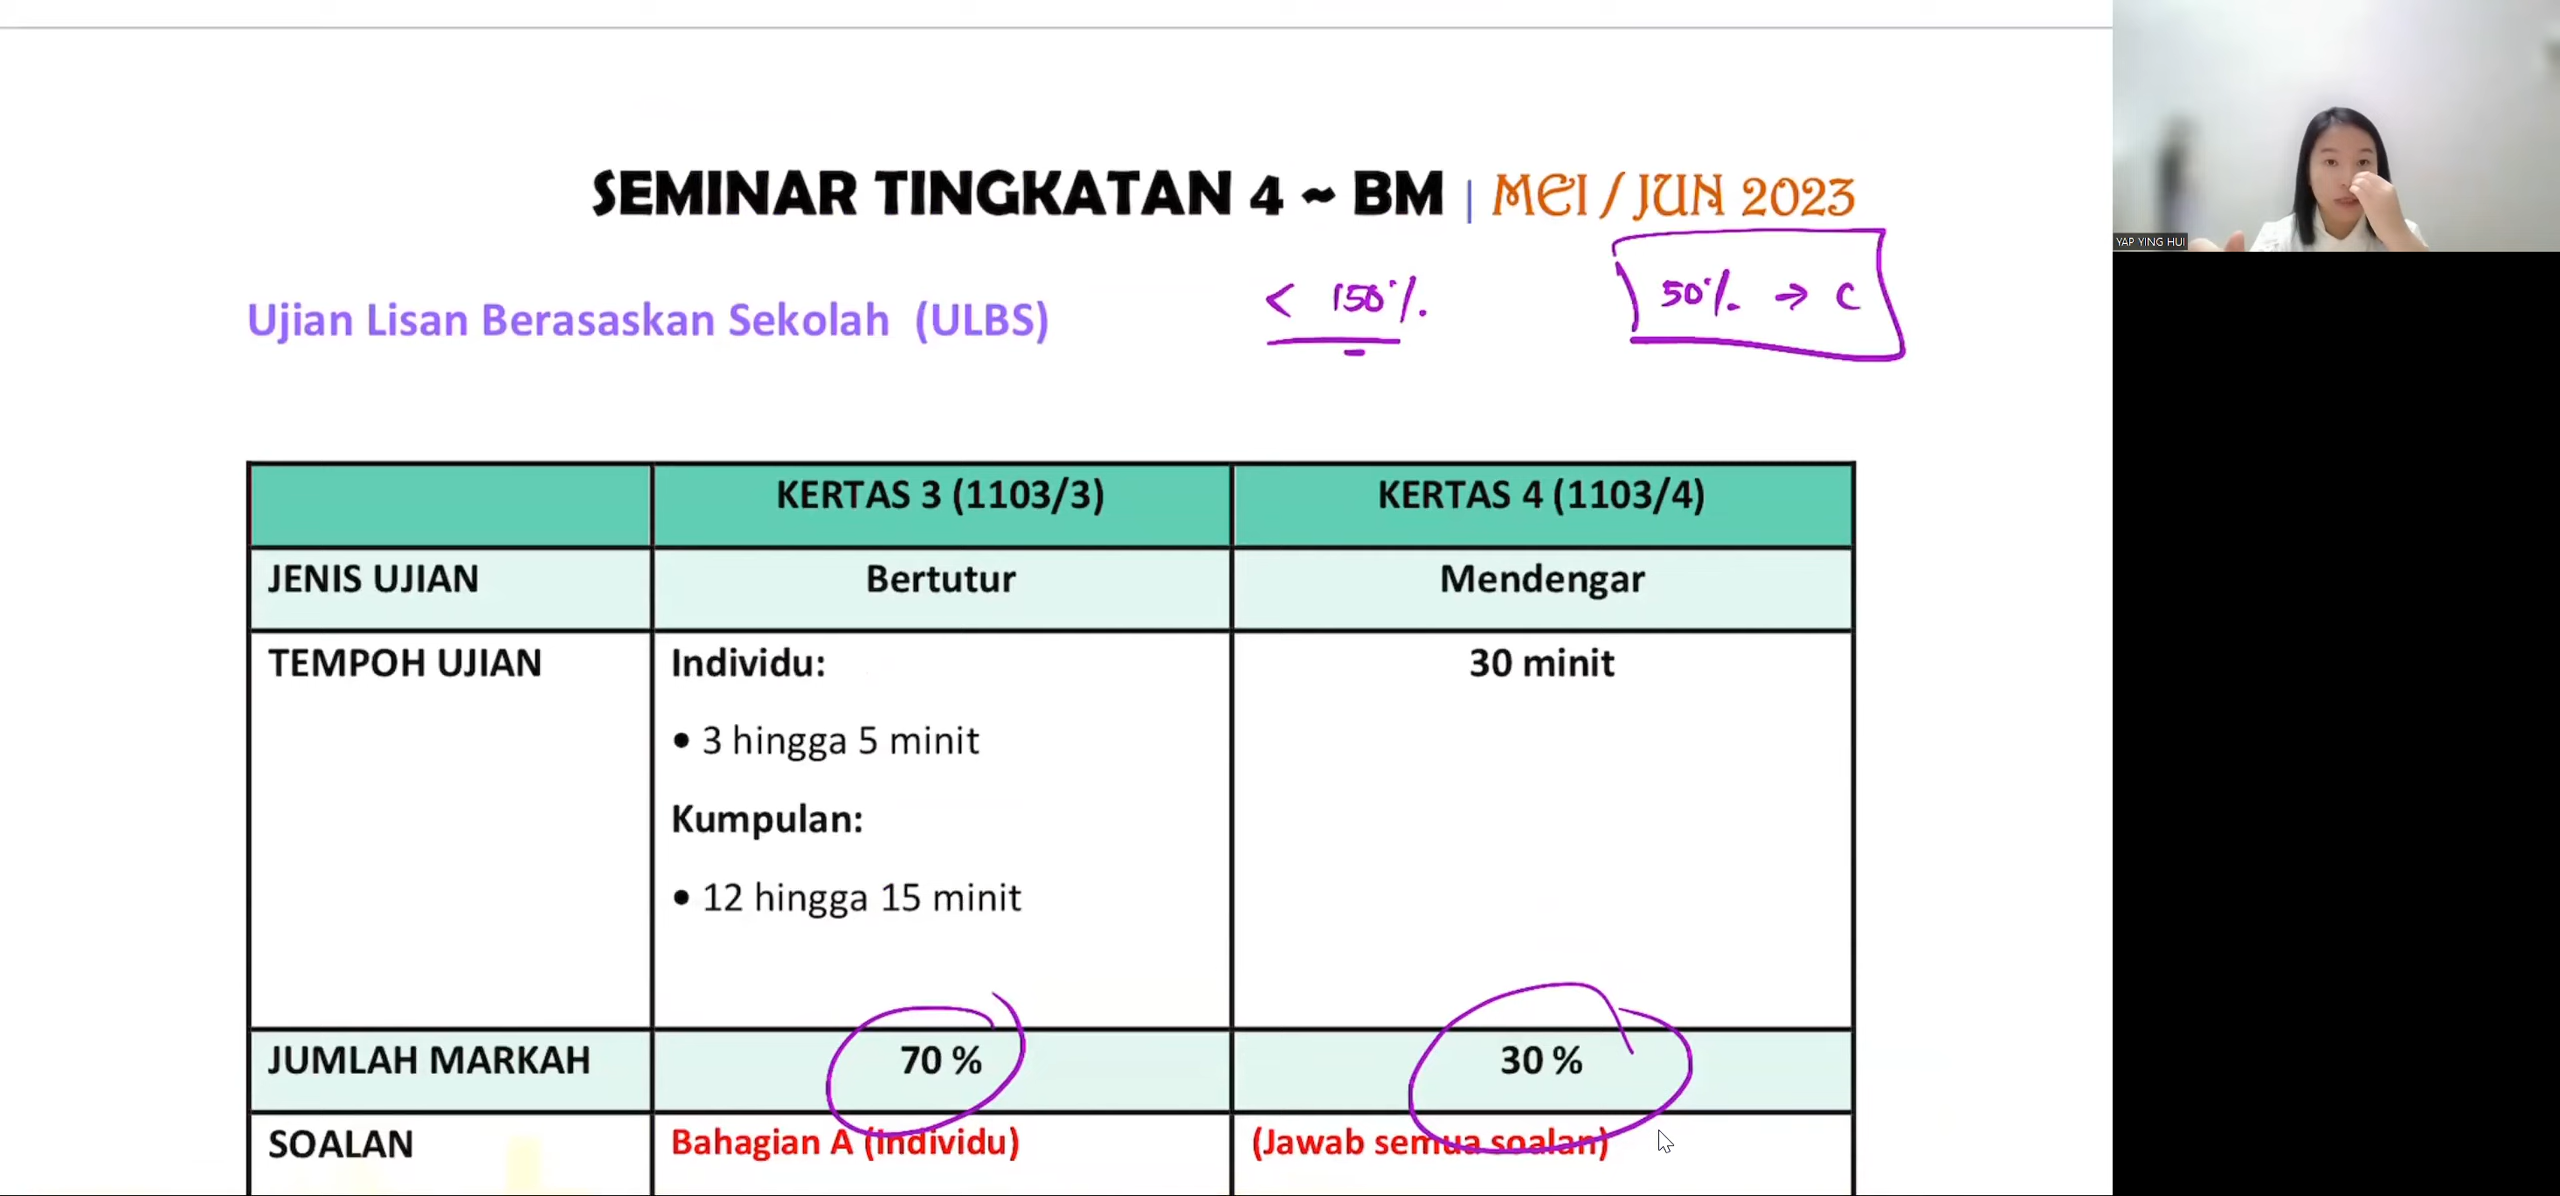 SEMINAR TINGKATAN 4 ~ BM | MEI / JUN 2023
YAP YING HUI
< 150%.
50%. → C
Ujian Lisan Berasaskan Sekolah (ULBS)
KERTAS 3 (1103/3) KERTAS 4 (1103/4)
JENIS UJIAN Bertutur Mendengar
TEMPOH UJIAN Individu: 30 minit
• 3 hingga 5 minit
Kumpulan:
• 12 hingga 15 minit
JUMLAH MARKAH 70 % 30 %
SOALAN Bahagian A (Individu) (Jawab semua soalan)